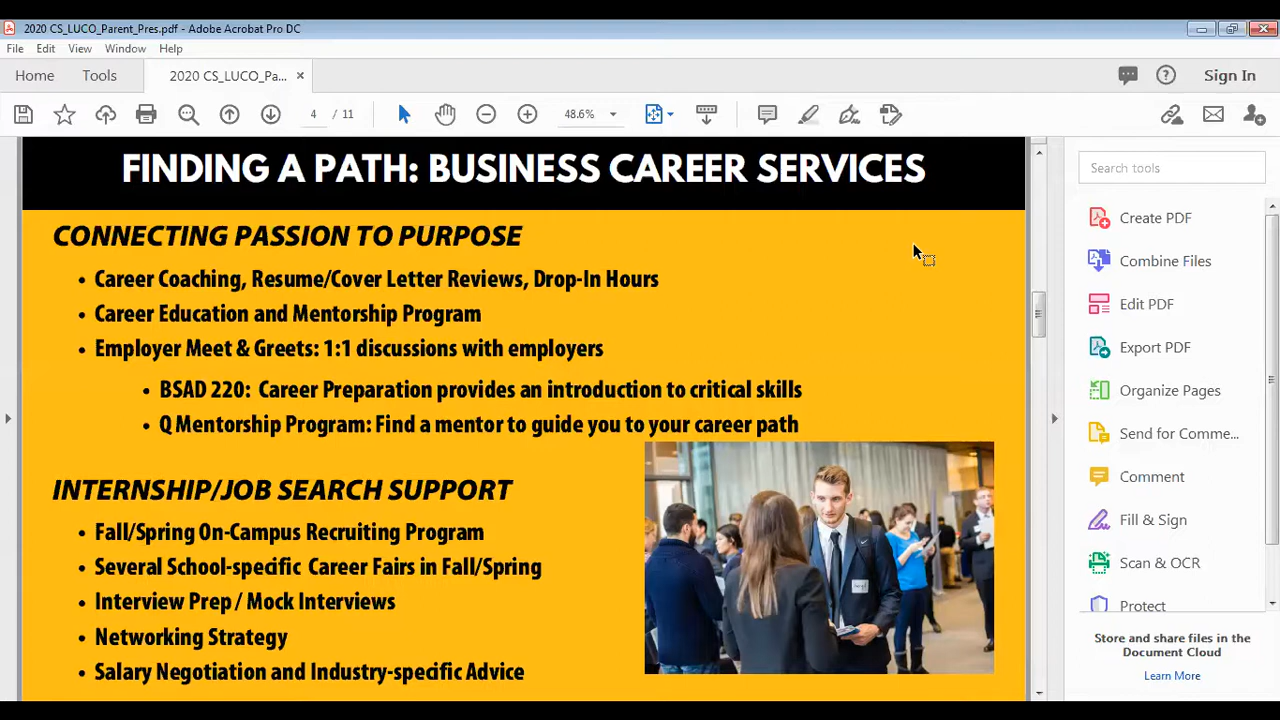 2020 CS_LUCO_Parent_Pres.pdf - Adobe Acrobat Pro DC
File Edit View Window Help
Home Tools 2020 CS_LUCO_Pa... × Sign In
4 / 11 48.6%
FINDING A PATH: BUSINESS CAREER SERVICES
CONNECTING PASSION TO PURPOSE
• Career Coaching, Resume/Cover Letter Reviews, Drop-In Hours
• Career Education and Mentorship Program
• Employer Meet & Greets: 1:1 discussions with employers
• BSAD 220: Career Preparation provides an introduction to critical skills
• Q Mentorship Program: Find a mentor to guide you to your career path
INTERNSHIP/JOB SEARCH SUPPORT
• Fall/Spring On-Campus Recruiting Program
• Several School-specific Career Fairs in Fall/Spring
• Interview Prep / Mock Interviews
• Networking Strategy
• Salary Negotiation and Industry-specific Advice
Search tools
Create PDF
Combine Files
Edit PDF
Export PDF
Organize Pages
Send for Comme...
Comment
Fill & Sign
Scan & OCR
Protect
Store and share files in the
Document Cloud
Learn More